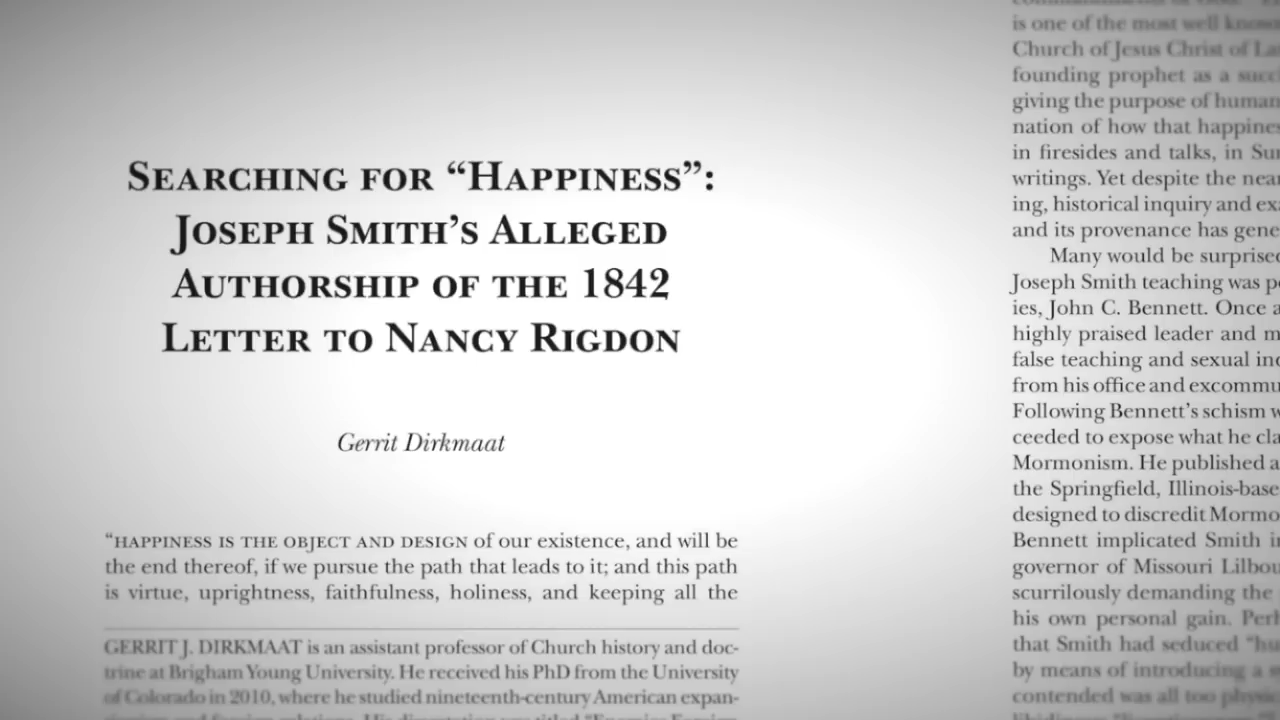 SEARCHING FOR “HAPPINESS”:
JOSEPH SMITH’S ALLEGED
AUTHORSHIP OF THE 1842
LETTER TO NANCY RIGDON
Gerrit Dirkmaat
“HAPPINESS IS THE OBJECT AND DESIGN of our existence, and will be
the end thereof, if we pursue the path that leads to it; and this path
is virtue, uprightness, faithfulness, holiness, and keeping all the
GERRIT J. DIRKMAAT is an assistant professor of Church history and doc-
trine at Brigham Young University. He received his PhD from the University
of Colorado in 2010, where he studied nineteenth-century American expan-
is one of the most well
Church of Jesus Christ of
founding prophet as a
giving the purpose of human
nation of how that
in firesides and talks, in
writings. Yet despite the
ing, historical inquiry and
and its provenance has
Many would be surprised
Joseph Smith teaching was
ies, John C. Bennett. Once
highly praised leader and
false teaching and sexual
from his office and
Following Bennett’s schism
ceeded to expose what he
Mormonism. He published
the Springfield,
designed to discredit
Bennett implicated Smith
governor of Missouri
scurrilously demanding the
his own personal gain.
that Smith had seduced
by means of introducing a
contended was all too